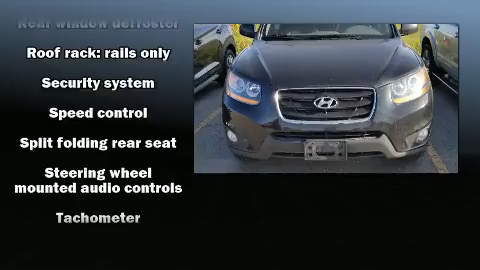 Rear window defroster
Roof rack: rails only
Security system
Speed control
Split folding rear seat
Steering wheel
mounted audio controls
Tachometer